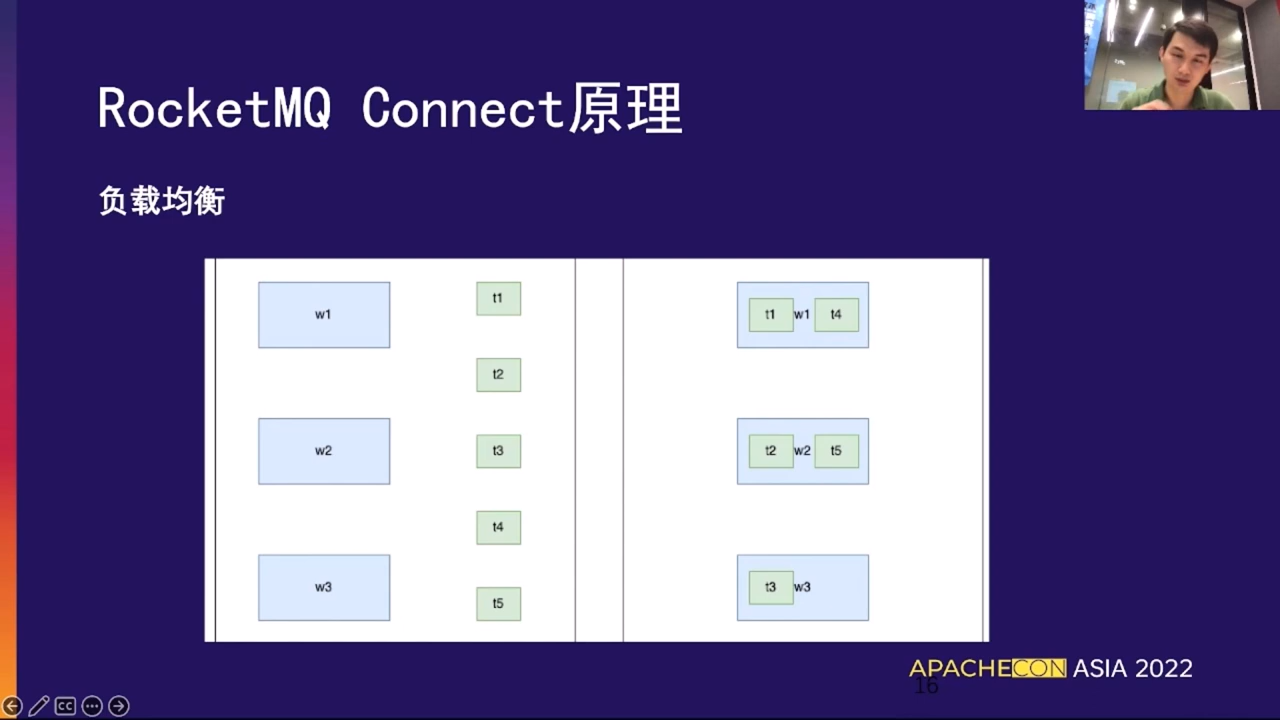 RocketMQ Connect原理
负载均衡
w1
t1
t2
w2
t3
t4
w3
t5
t1 w1 t4
t2 w2 t5
t3 w3
APACHECON ASIA 2022
16
CC